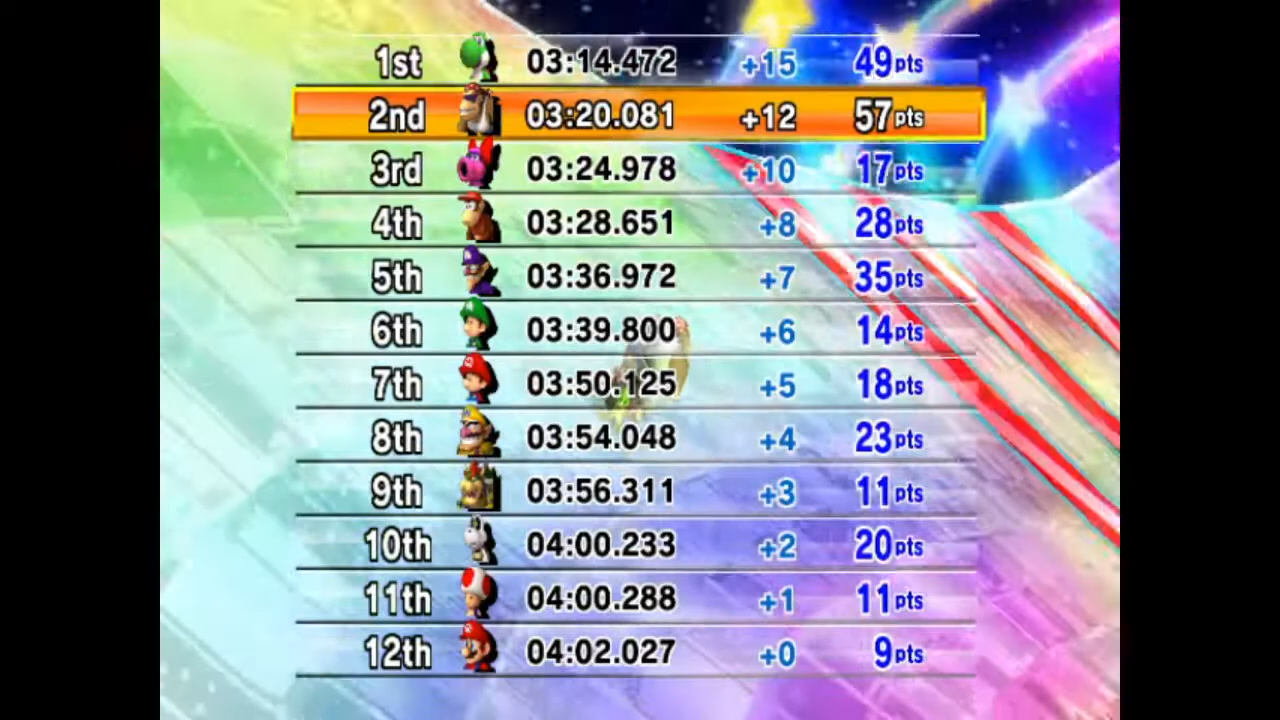 1st 03:14.472 +15 49pts
2nd 03:20.081 +12 57pts
3rd 03:24.978 +10 17pts
4th 03:28.651 +8 28pts
5th 03:36.972 +7 35pts
6th 03:39.800 +6 14pts
7th 03:50.125 +5 18pts
8th 03:54.048 +4 23pts
9th 03:56.311 +3 11pts
10th 04:00.233 +2 20pts
11th 04:00.288 +1 11pts
12th 04:02.027 +0 9pts